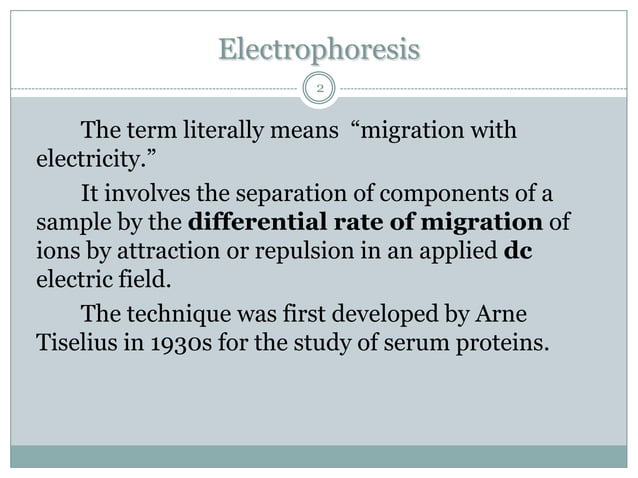 Electrophoresis
2
The term literally means “migration with
electricity.”
It involves the separation of components of a
sample by the differential rate of migration of
ions by attraction or repulsion in an applied dc
electric field.
The technique was first developed by Arne
Tiselius in 1930s for the study of serum proteins.